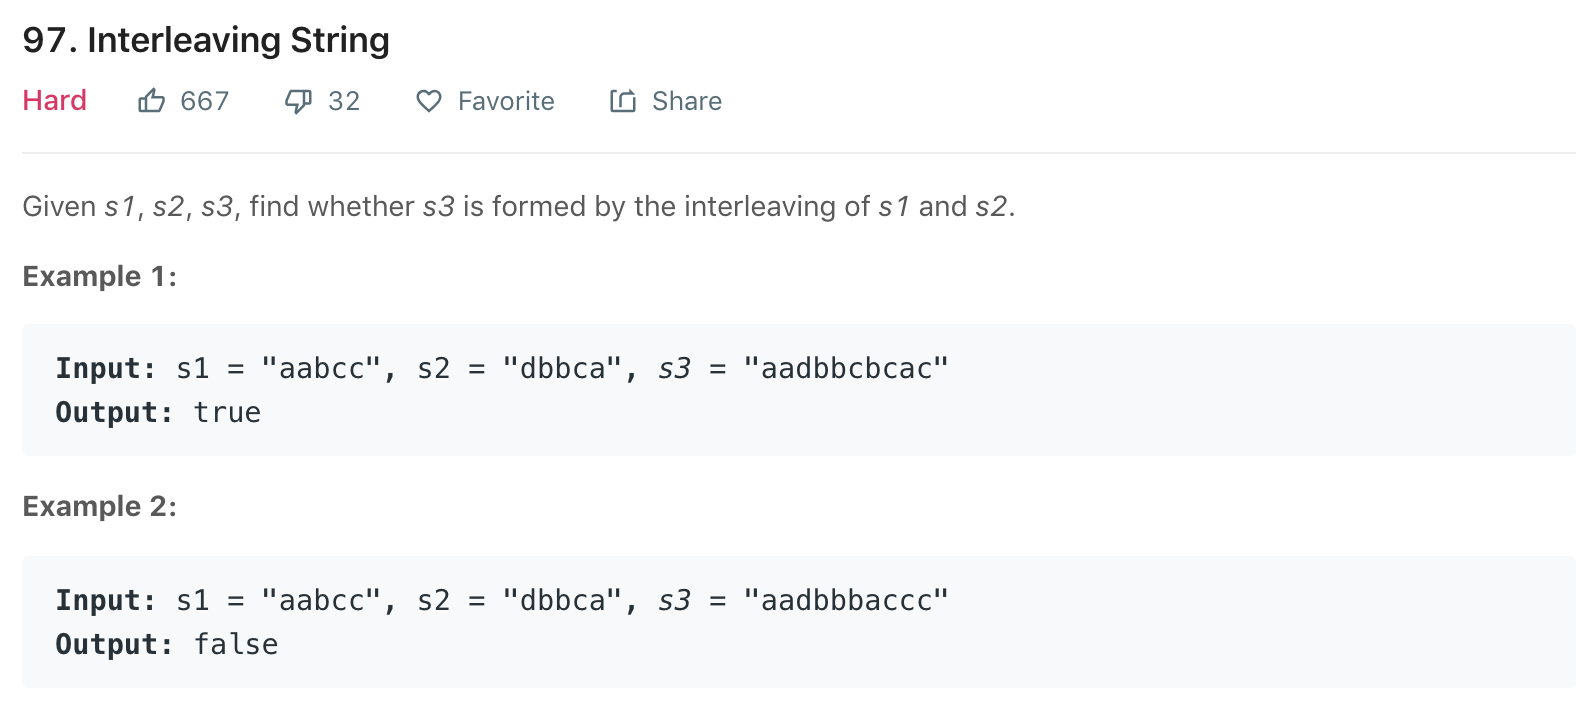 97. Interleaving String
Hard 667 32 Favorite Share
Given s1, s2, s3, find whether s3 is formed by the interleaving of s1 and s2.
Example 1:
Input: s1 = "aabcc", s2 = "dbbca", s3 = "aadbbcbcac"
Output: true
Example 2:
Input: s1 = "aabcc", s2 = "dbbca", s3 = "aadbbbaccc"
Output: false